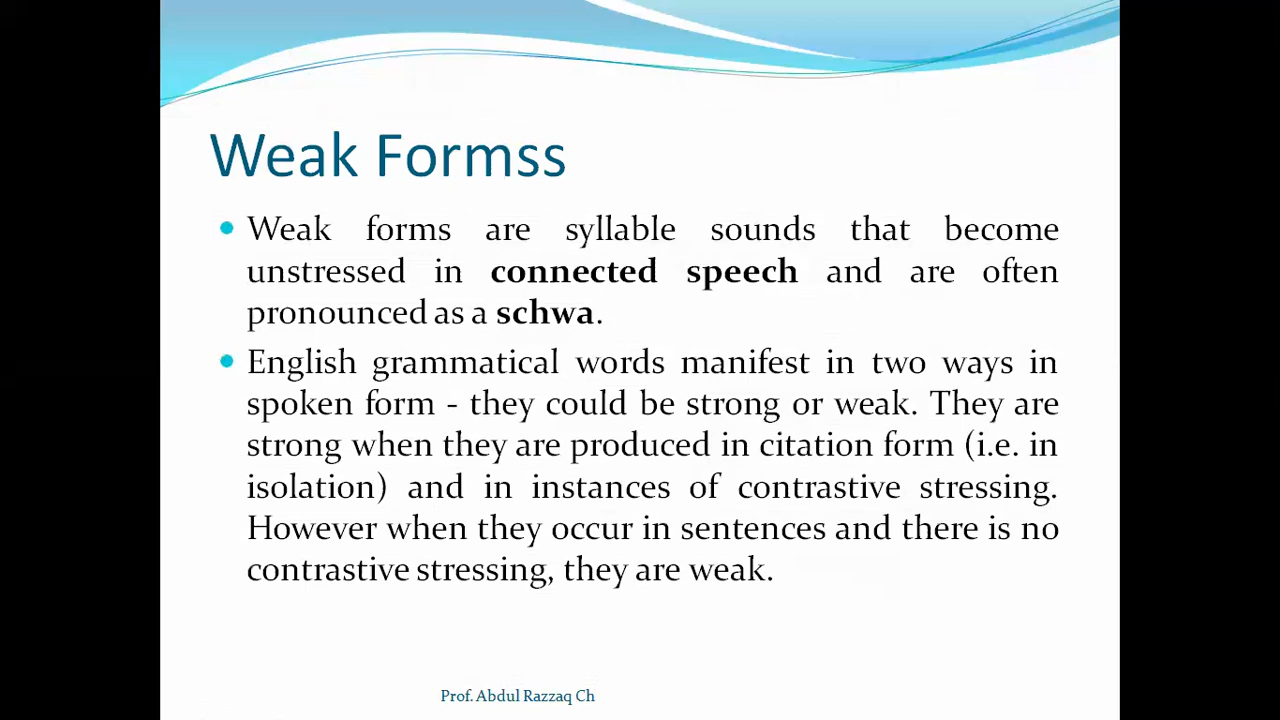 Weak Formss
Weak forms are syllable sounds that become
unstressed in connected speech and are often
pronounced as a schwa.
English grammatical words manifest in two ways in
spoken form - they could be strong or weak. They are
strong when they are produced in citation form (i.e. in
isolation) and in instances of contrastive stressing.
However when they occur in sentences and there is no
contrastive stressing, they are weak.
Prof. Abdul Razzaq Ch